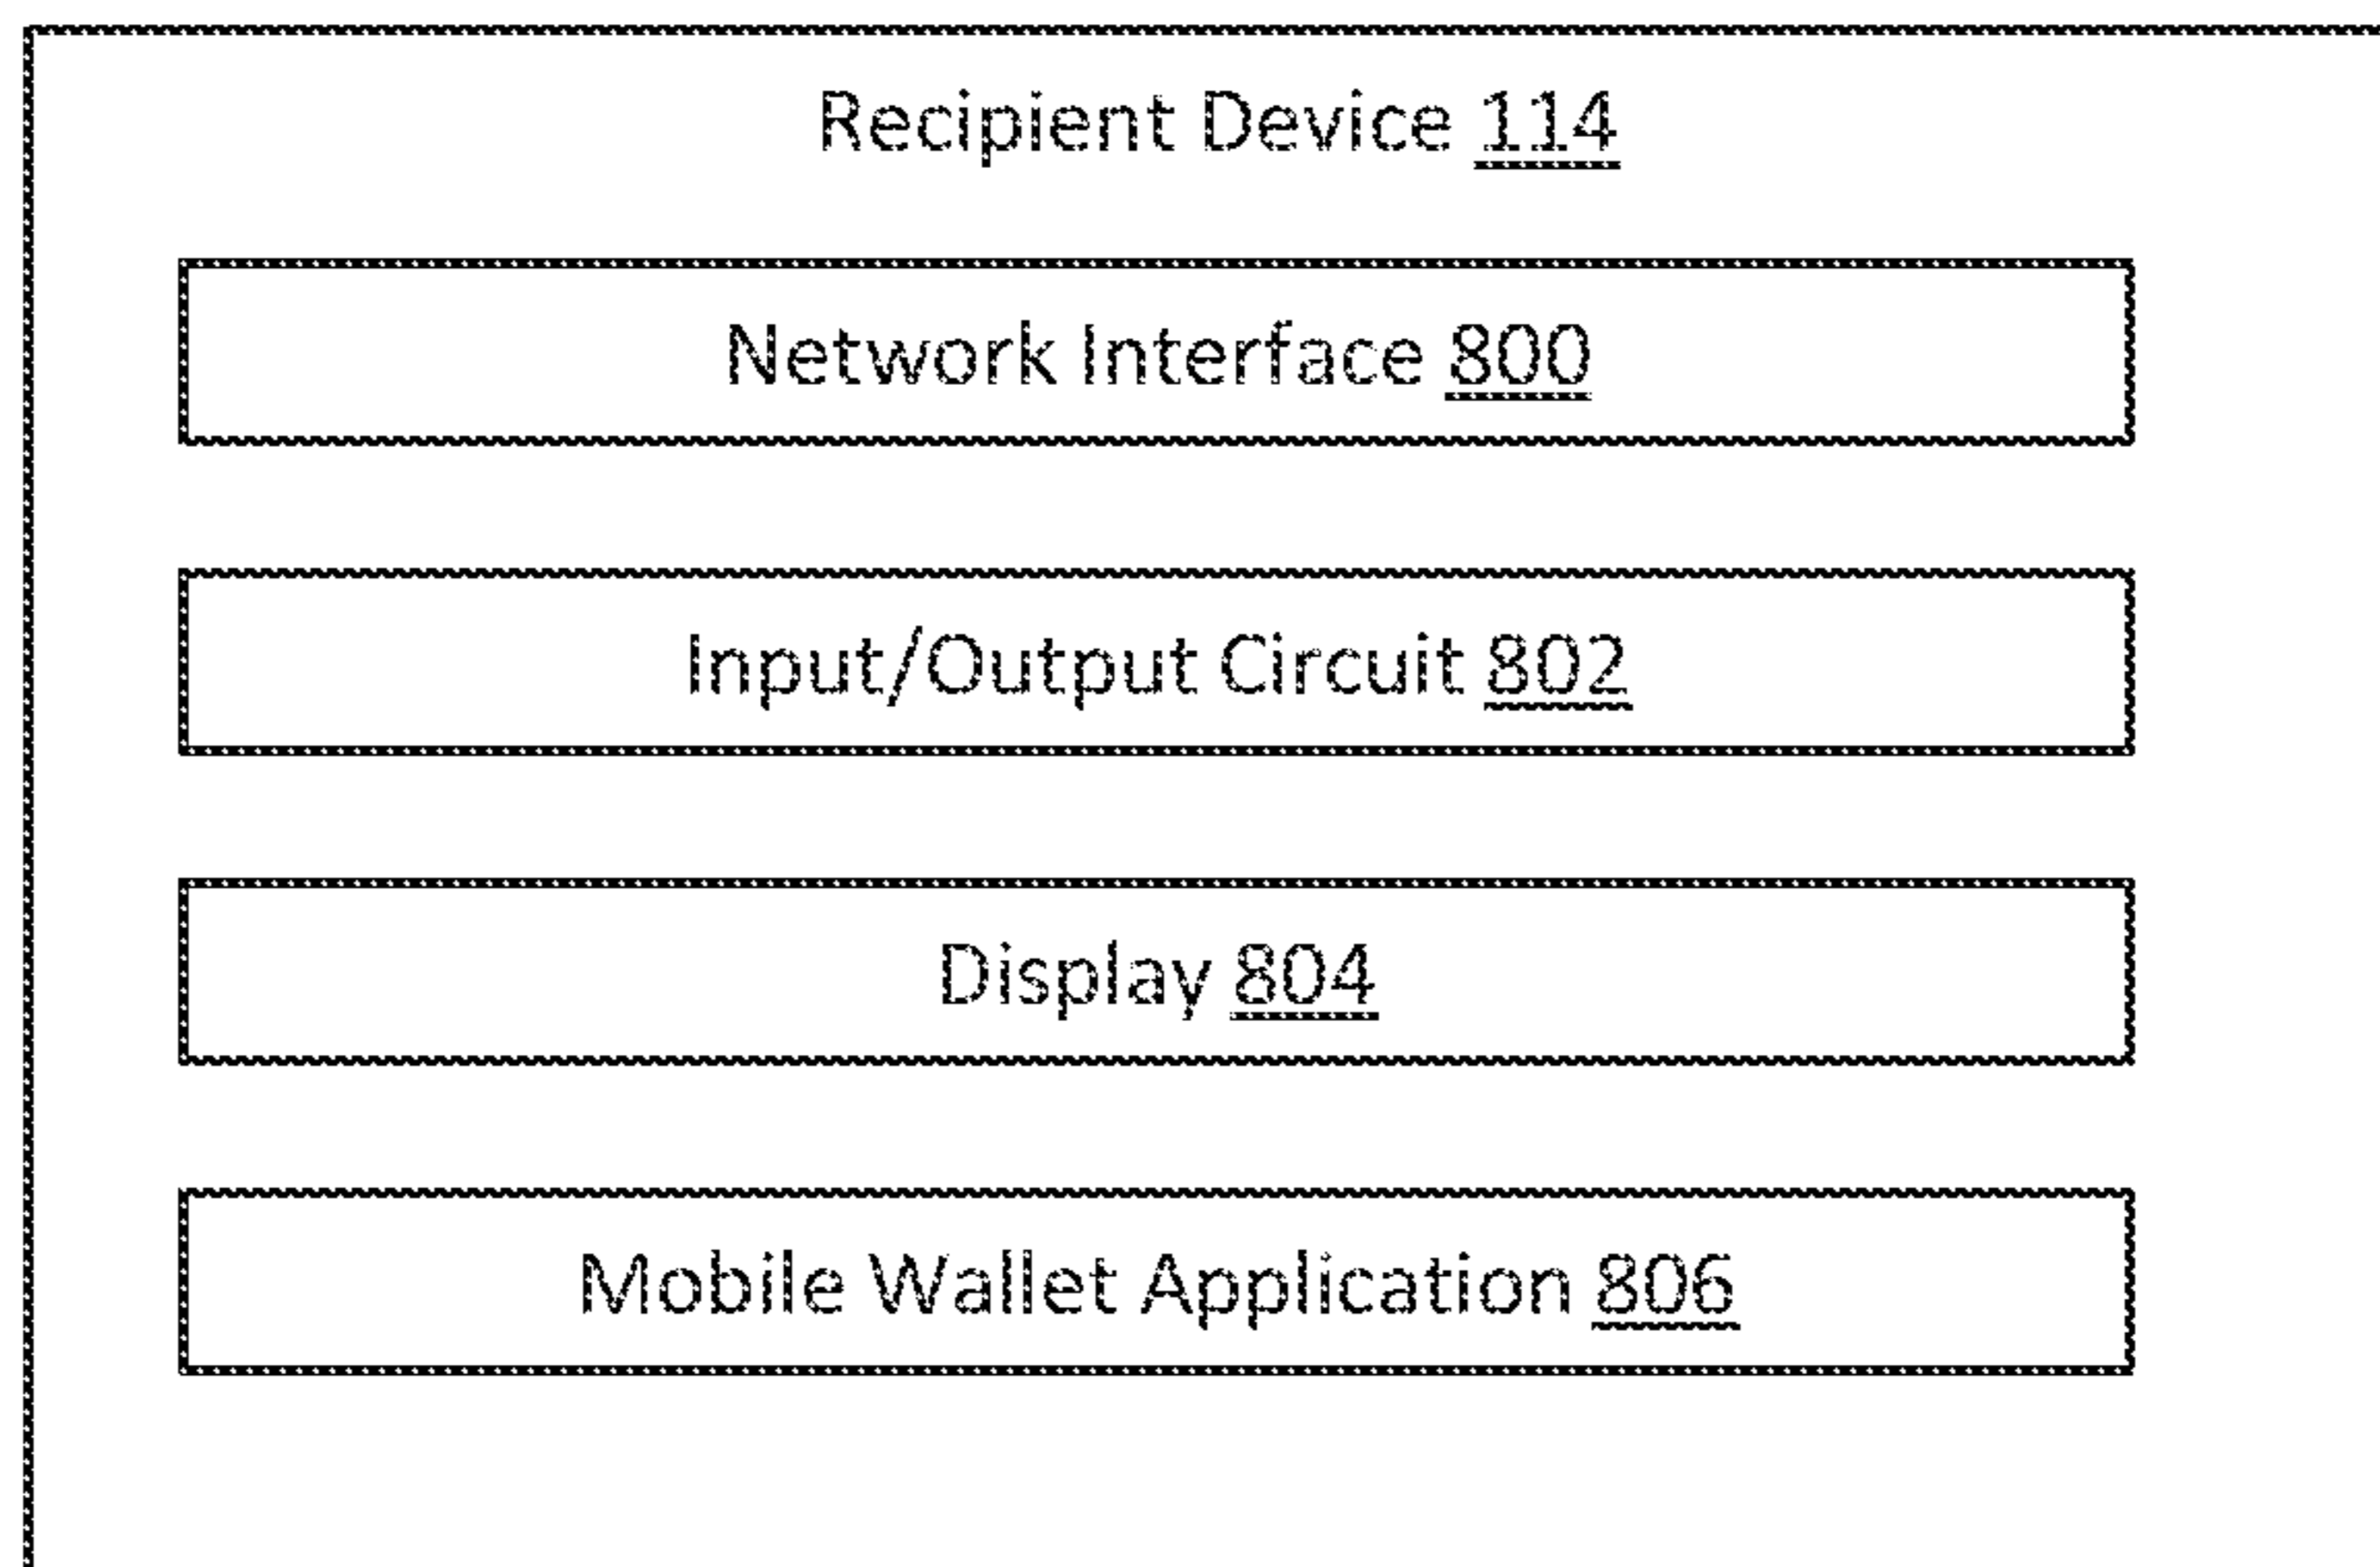 Recipient Device 114
Network Interface 800
Input/Output Circuit 802
Display 804
Mobile Wallet Application 806